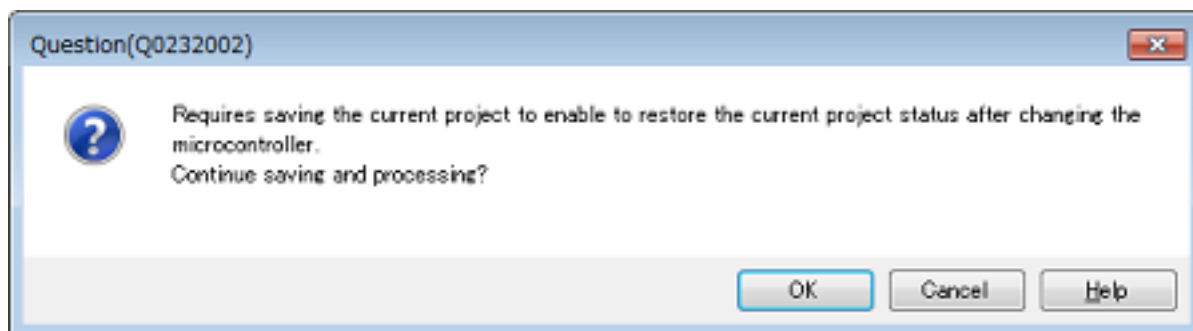 Question(Q0232002)
Requires saving the current project to enable to restore the current project status after changing the
microcontroller.
Continue saving and processing?
OK Cancel Help